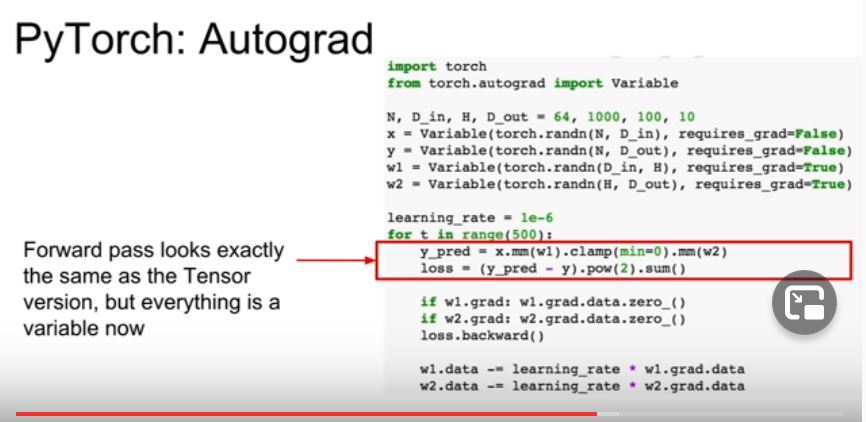 PyTorch: Autograd
import torch
from torch.autograd import Variable
N, D_in, H, D_out = 64, 1000, 100, 10
x = Variable(torch.randn(N, D_in), requires_grad=False)
y = Variable(torch.randn(N, D_out), requires_grad=False)
w1 = Variable(torch.randn(D_in, H), requires_grad=True)
w2 = Variable(torch.randn(H, D_out), requires_grad=True)
learning_rate = 1e-6
for t in range(500):
    y_pred = x.mm(w1).clamp(min=0).mm(w2)
    loss = (y_pred - y).pow(2).sum()
    if w1.grad: w1.grad.data.zero_()
    if w2.grad: w2.grad.data.zero_()
    loss.backward()
    w1.data -= learning_rate * w1.grad.data
    w2.data -= learning_rate * w2.grad.data
Forward pass looks exactly
the same as the Tensor
version, but everything is a
variable now